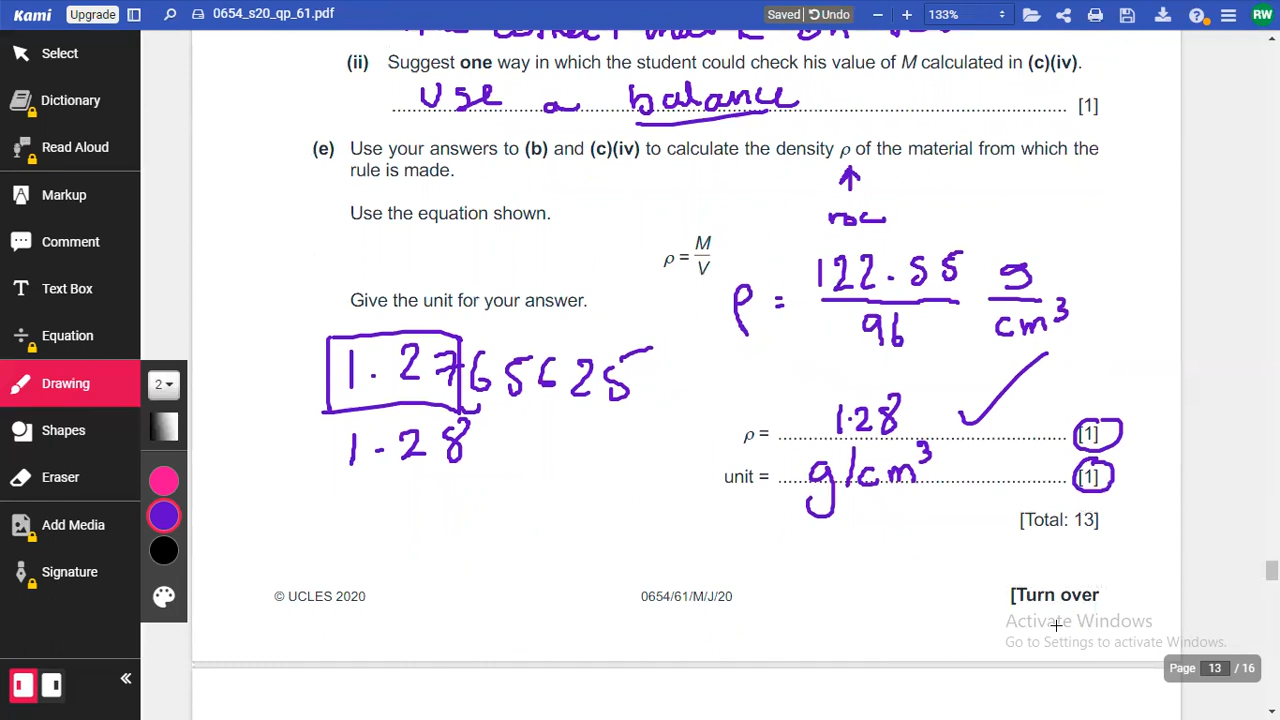 Kami Upgrade 0654_s20_qp_61.pdf Saved Undo 133% RW
Select
Dictionary
Read Aloud
Markup
Comment
Text Box
Equation
Drawing
2
Shapes
Eraser
Add Media
Signature
(ii) Suggest one way in which the student could check his value of M calculated in (c)(iv).
Use a balance [1]
(e) Use your answers to (b) and (c)(iv) to calculate the density ρ of the material from which the
rule is made.
Use the equation shown.
ρ = M
V
Give the unit for your answer.
ρ = 122.55 g
96 cm³
1.2765625
1.28
ρ = 1.28 [1]
unit = g/cm³ [1]
[Total: 13]
© UCLES 2020 0654/61/M/J/20 [Turn over
Activate Windows
Go to Settings to activate Windows.
Page 13 / 16